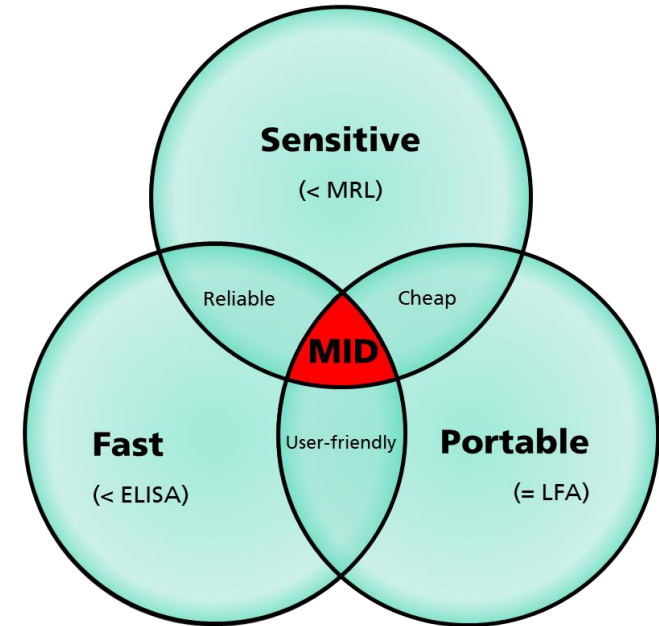 Sensitive
(< MRL)
Reliable
Cheap
MID
User-friendly
Fast
(< ELISA)
Portable
(= LFA)